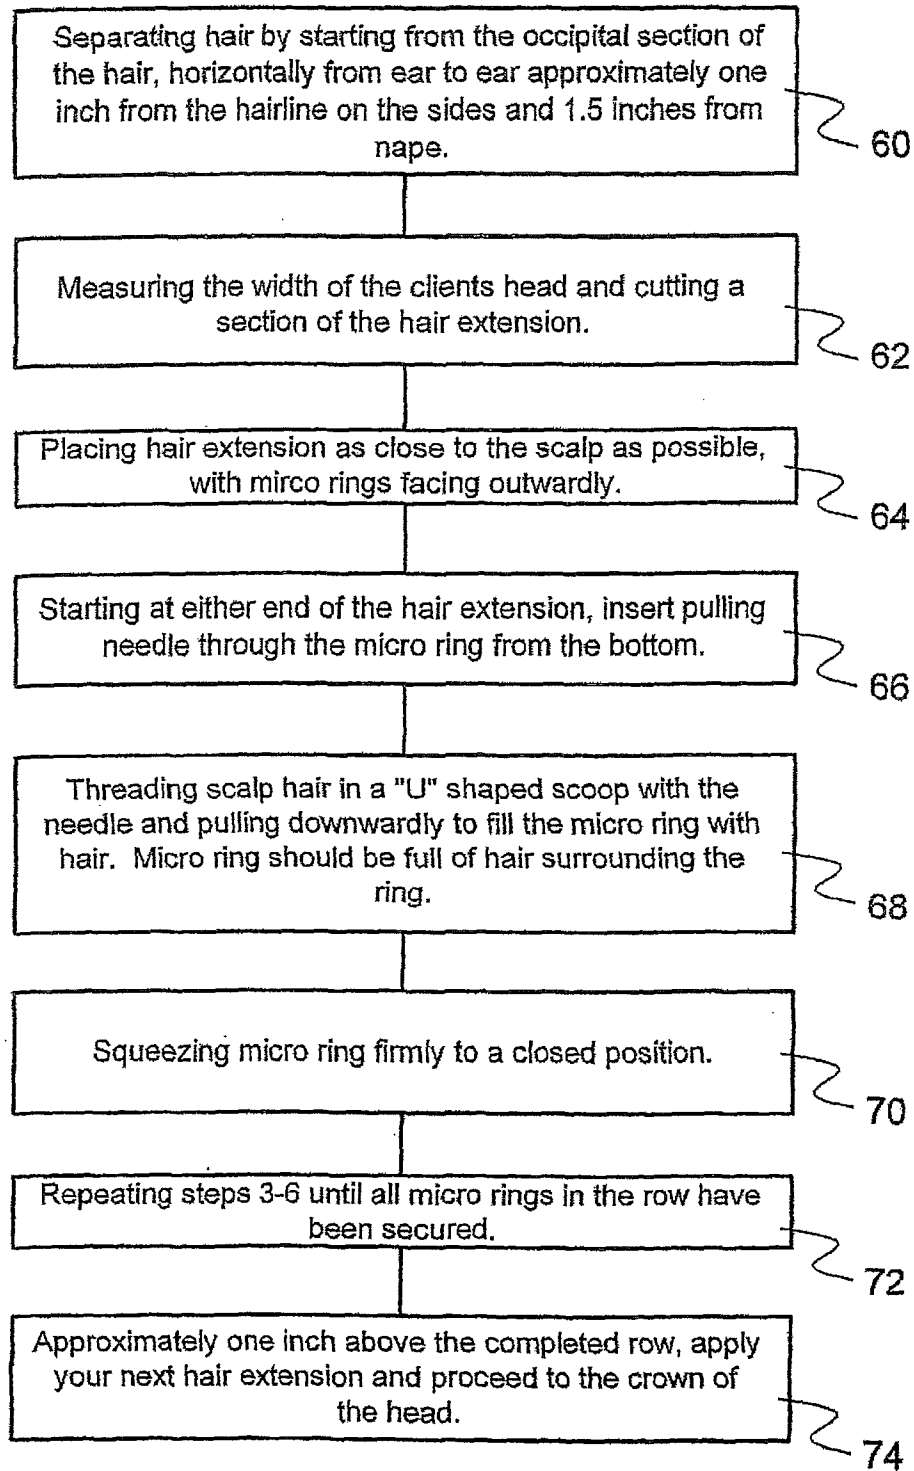 Separating hair by starting from the occipital section of
the hair, horizontally from ear to ear approximately one
inch from the hairline on the sides and 1.5 inches from
nape.
60
Measuring the width of the clients head and cutting a
section of the hair extension.
62
Placing hair extension as close to the scalp as possible,
with mirco rings facing outwardly.
64
Starting at either end of the hair extension, insert pulling
needle through the micro ring from the bottom.
66
Threading scalp hair in a "U" shaped scoop with the
needle and pulling downwardly to fill the micro ring with
hair. Micro ring should be full of hair surrounding the
ring.
68
Squeezing micro ring firmly to a closed position.
70
Repeating steps 3-6 until all micro rings in the row have
been secured.
72
Approximately one inch above the completed row, apply
your next hair extension and proceed to the crown of
the head.
74